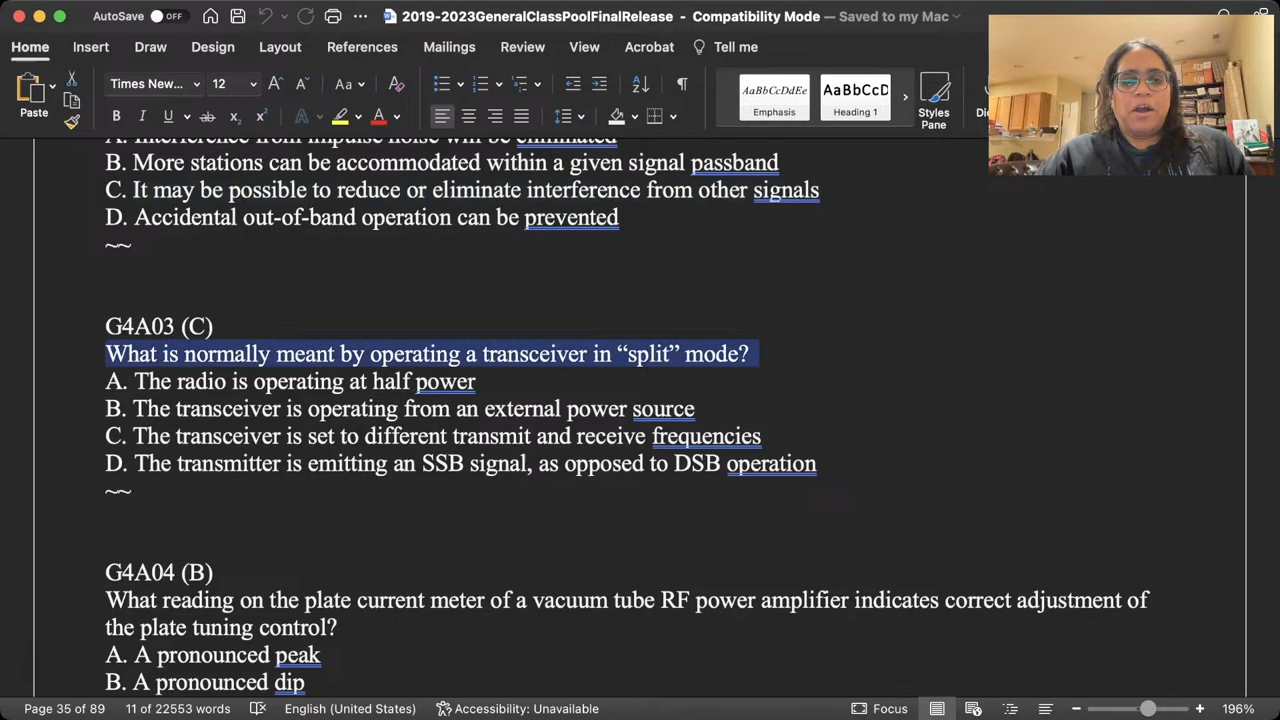 AutoSave OFF ... 2019-2023GeneralClassPoolFinalRelease - Compatibility Mode — Saved to my Mac
Home Insert Draw Design Layout References Mailings Review View Acrobat Tell me
Paste
Times New... 12 A A Aa A
B I U ab x₂ x² A A
AaBbCcDdEe Emphasis
AaBbCcD Heading 1
Styles Pane
B. More stations can be accommodated within a given signal passband
C. It may be possible to reduce or eliminate interference from other signals
D. Accidental out-of-band operation can be prevented
~~
G4A03 (C)
What is normally meant by operating a transceiver in “split” mode?
A. The radio is operating at half power
B. The transceiver is operating from an external power source
C. The transceiver is set to different transmit and receive frequencies
D. The transmitter is emitting an SSB signal, as opposed to DSB operation
~~
G4A04 (B)
What reading on the plate current meter of a vacuum tube RF power amplifier indicates correct adjustment of
the plate tuning control?
A. A pronounced peak
B. A pronounced dip
Page 35 of 89 11 of 22553 words English (United States) Accessibility: Unavailable Focus 196%